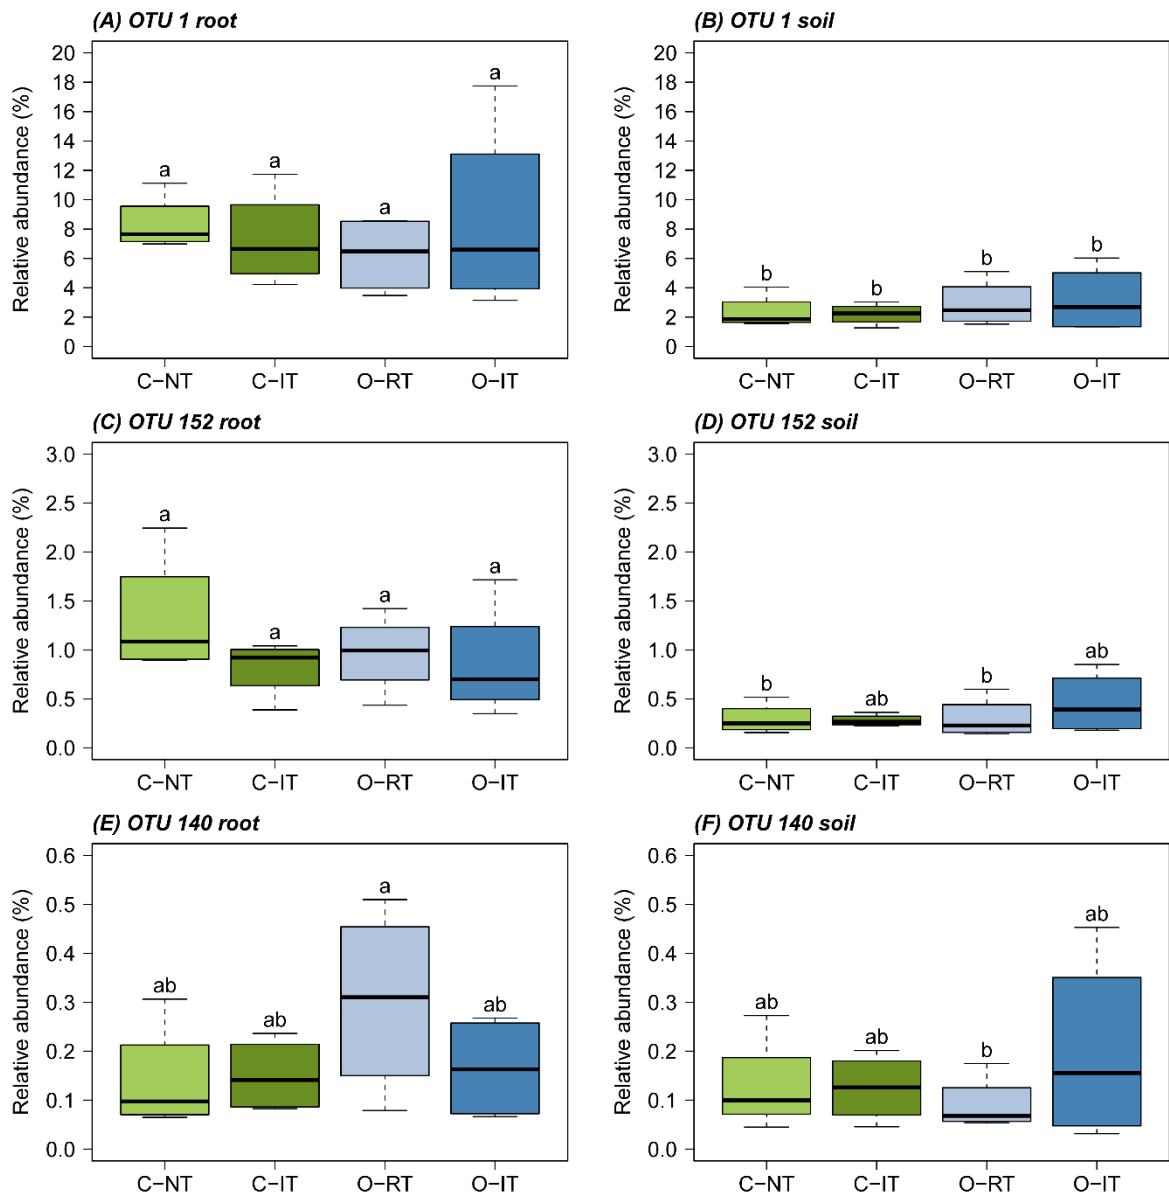 (A) OTU 1 root
Relative abundance (%)
20
18
16
14
12
10
8
6
4
2
0
a
a
a
a
C−NT
C−IT
O−RT
O−IT
(B) OTU 1 soil
Relative abundance (%)
20
18
16
14
12
10
8
6
4
2
0
b
b
b
b
C−NT
C−IT
O−RT
O−IT
(C) OTU 152 root
Relative abundance (%)
3.0
2.5
2.0
1.5
1.0
0.5
0.0
a
a
a
a
C−NT
C−IT
O−RT
O−IT
(D) OTU 152 soil
Relative abundance (%)
3.0
2.5
2.0
1.5
1.0
0.5
0.0
b
ab
b
ab
C−NT
C−IT
O−RT
O−IT
(E) OTU 140 root
Relative abundance (%)
0.6
0.5
0.4
0.3
0.2
0.1
0.0
ab
ab
a
ab
C−NT
C−IT
O−RT
O−IT
(F) OTU 140 soil
Relative abundance (%)
0.6
0.5
0.4
0.3
0.2
0.1
0.0
ab
ab
b
ab
C−NT
C−IT
O−RT
O−IT